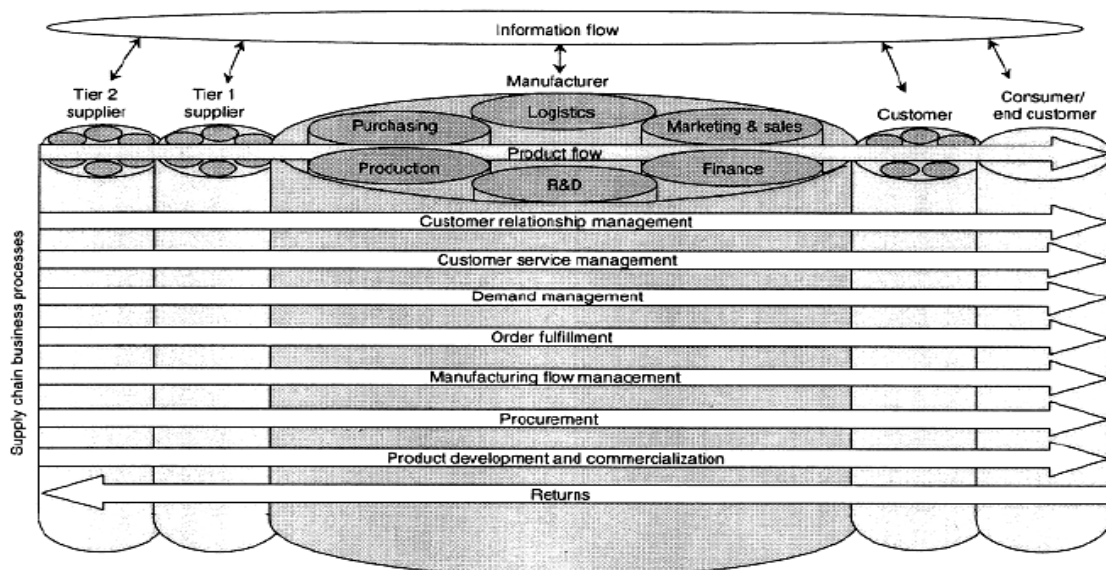 Information flow
Tier 2
supplier
Tier 1
supplier
Manufacturer
Customer
Consumer/
end customer
Purchasing
Logistics
Marketing & sales
Product flow
Production
R&D
Finance
Supply chain business processes
Customer relationship management
Customer service management
Demand management
Order fulfillment
Manufacturing flow management
Procurement
Product development and commercialization
Returns